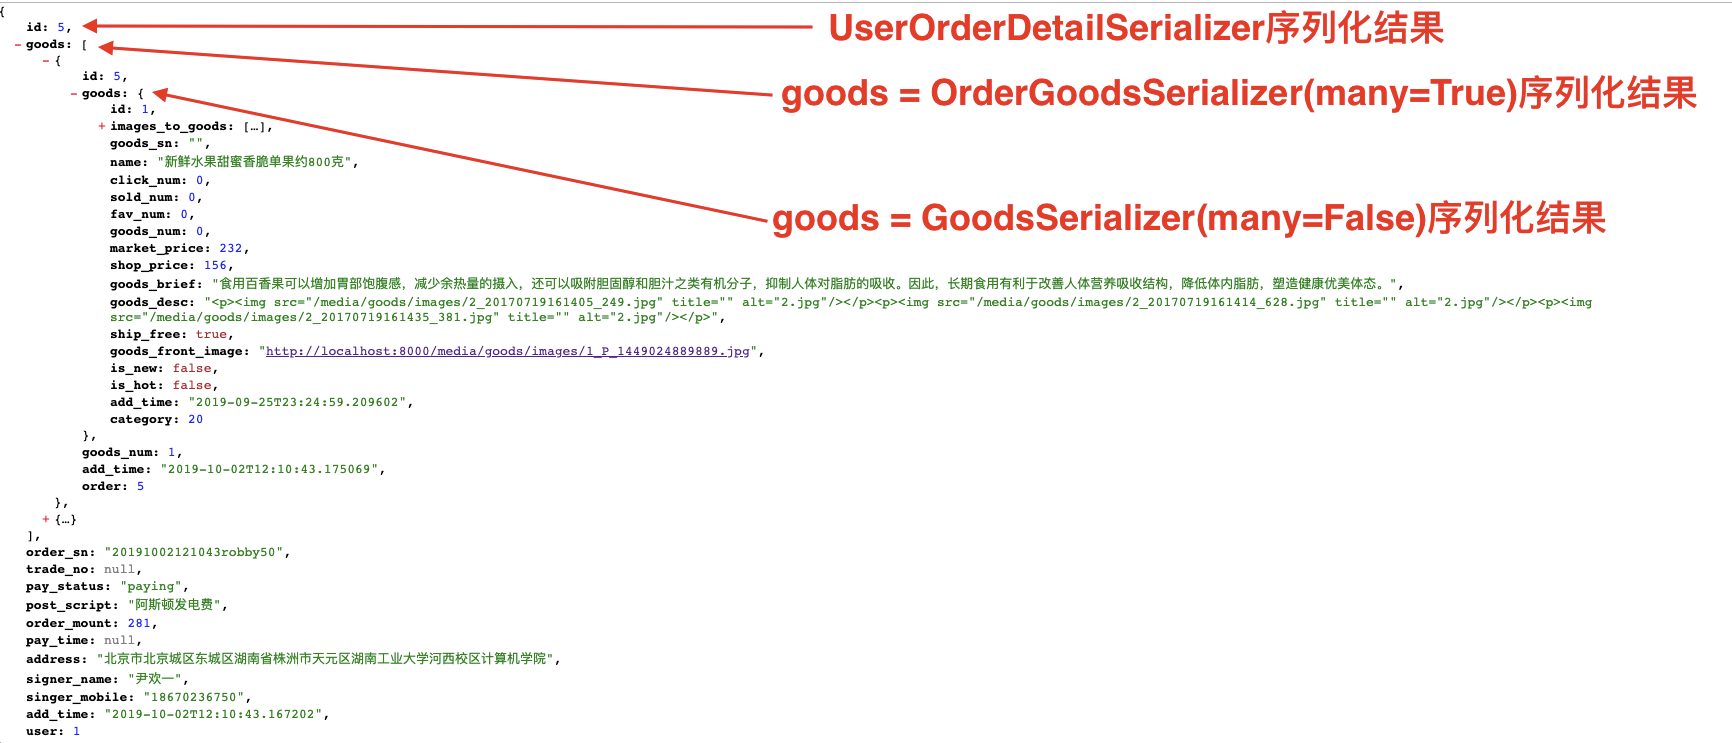 {
id: 5,
UserOrderDetailSerializer序列化结果
- goods: [
- {
id: 5,
goods = OrderGoodsSerializer(many=True)序列化结果
- goods: {
id: 1,
+ images_to_goods: […],
goods_sn: "",
name: "新鲜水果甜蜜香脆单果约800克",
click_num: 0,
sold_num: 0,
fav_num: 0,
goods = GoodsSerializer(many=False)序列化结果
goods_num: 0,
market_price: 232,
shop_price: 156,
goods_brief: "食用百香果可以增加胃部饱腹感，减少余热量的摄入，还可以吸附胆固醇和胆汁之类有机分子，抑制人体对脂肪的吸收。因此，长期食用有利于改善人体营养吸收结构，降低体内脂肪，塑造健康优美体态。",
goods_desc: "<p><img src="/media/goods/images/2_20170719161405_249.jpg" title="" alt="2.jpg"/></p><p><img src="/media/goods/images/2_20170719161414_628.jpg" title="" alt="2.jpg"/></p><p><img
src="/media/goods/images/2_20170719161435_381.jpg" title="" alt="2.jpg"/></p>",
ship_free: true,
goods_front_image: "http://localhost:8000/media/goods/images/1_P_1449024889889.jpg",
is_new: false,
is_hot: false,
add_time: "2019-09-25T23:24:59.209602",
category: 20
},
goods_num: 1,
add_time: "2019-10-02T12:10:43.175069",
order: 5
},
+ {…}
],
order_sn: "20191002121043robby50",
trade_no: null,
pay_status: "paying",
post_script: "阿斯顿发电费",
order_mount: 281,
pay_time: null,
address: "北京市北京城区东城区湖南省株洲市天元区湖南工业大学河西校区计算机学院",
signer_name: "尹欢一",
singer_mobile: "18670236750",
add_time: "2019-10-02T12:10:43.167202",
user: 1